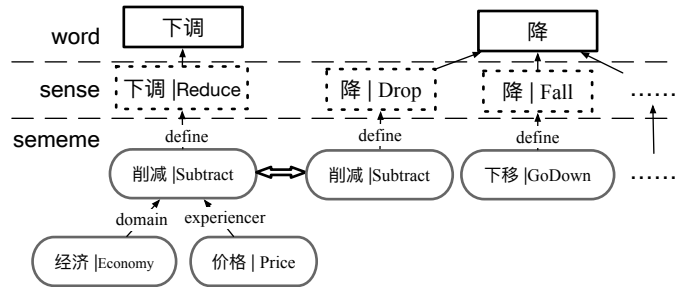 word
下调
降
sense
下调 |Reduce
降 | Drop
降 | Fall
......
sememe
define
define
define
削减 |Subtract
削减 |Subtract
下移 |GoDown
......
domain
experiencer
经济 |Economy
价格 | Price